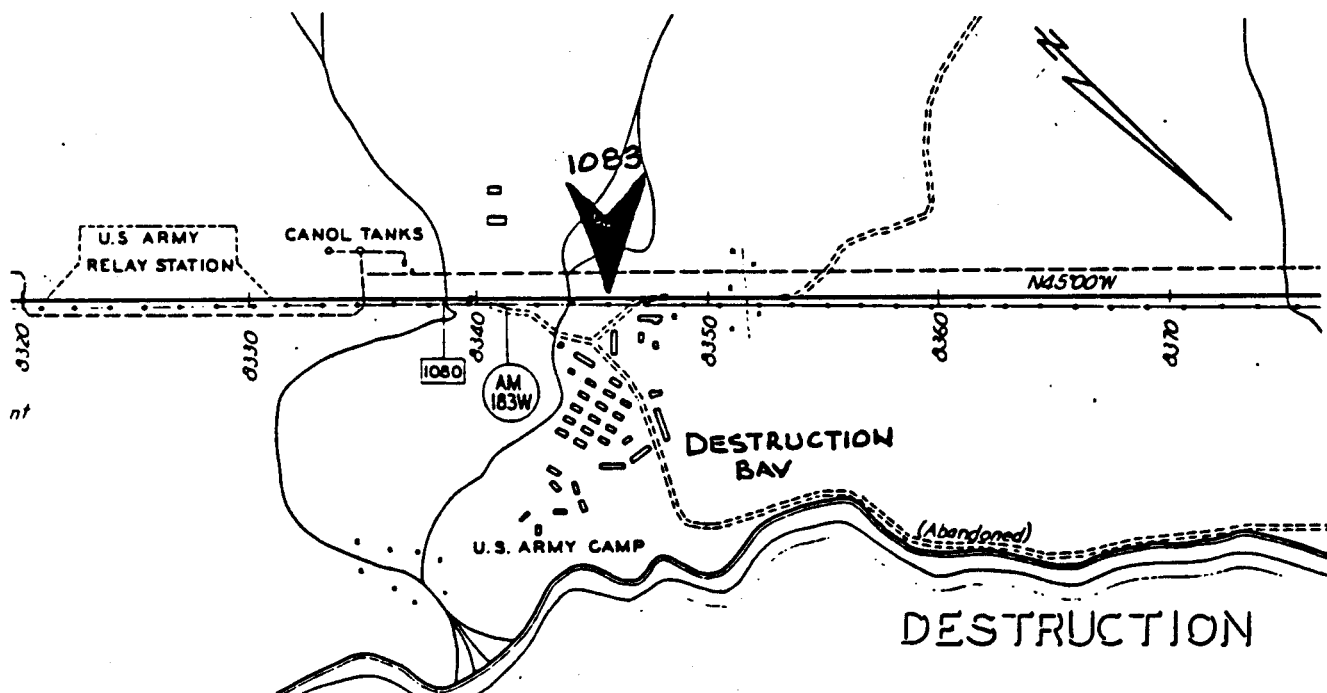 1083
U.S ARMY
RELAY STATION
CANOL TANKS
N45°00'W
8320
8330
8340
8350
8360
8370
1080
AM
183W
nt
DESTRUCTION
BAY
(Abandoned)
U.S. ARMY CAMP
DESTRUCTION